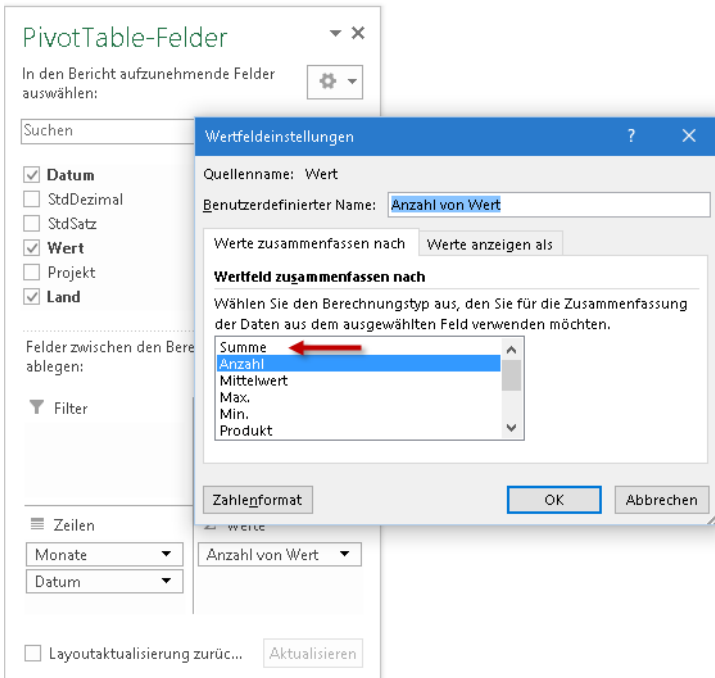 PivotTable-Felder
In den Bericht aufzunehmende Felder
auswählen:
Suchen
Datum
StdDezimal
StdSatz
Wert
Projekt
Land
Felder zwischen den Bere
ablegen:
Filter
Zeilen
Werte
Monate
Anzahl von Wert
Datum
Layoutaktualisierung zurüc...
Aktualisieren
Wertfeldeinstellungen
?
Quellenname: Wert
Benutzerdefinierter Name:
Anzahl von Wert
Werte zusammenfassen nach
Werte anzeigen als
Wertfeld zusammenfassen nach
Wählen Sie den Berechnungstyp aus, den Sie für die Zusammenfassung
der Daten aus dem ausgewählten Feld verwenden möchten.
Summe
Anzahl
Mittelwert
Max.
Min.
Produkt
Zahlenformat
OK
Abbrechen